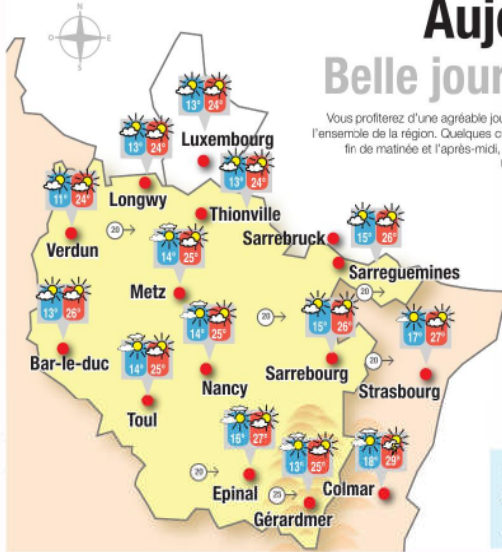 Auj
Belle jour
Vous profiterez d'une agréable jou
l'ensemble de la région. Quelques c
fin de matinée et l'après-midi,
N
O
E
S
13° 24°
Luxembourg
13° 24°
Longwy
13° 24°
Thionville
11° 24°
Verdun
20
15° 26°
Sarrebruck
Sarreguemines
20
14° 25°
Metz
13° 26°
Bar-le-duc
14° 25°
Nancy
20
15° 26°
Sarrebourg
17° 27°
20
Strasbourg
14° 25°
Toul
16° 27°
20
Epinal
13° 25°
25
Gérardmer
18° 29°
Colmar